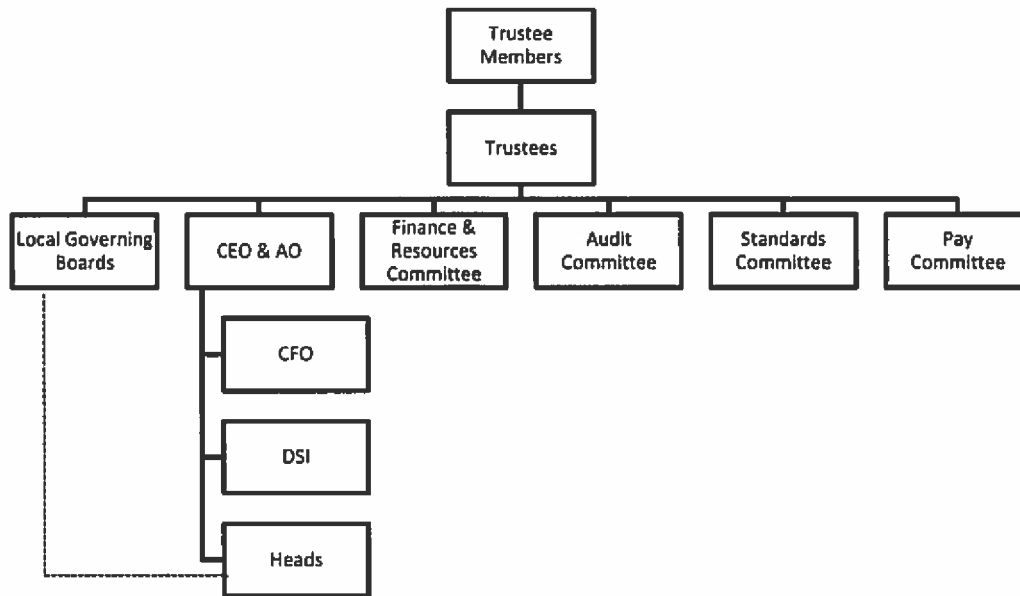 Trustee
Members
Trustees
Local Governing
Boards
CEO & AO
Finance &
Resources
Committee
Audit
Committee
Standards
Committee
Pay
Committee
CFO
DSI
Heads